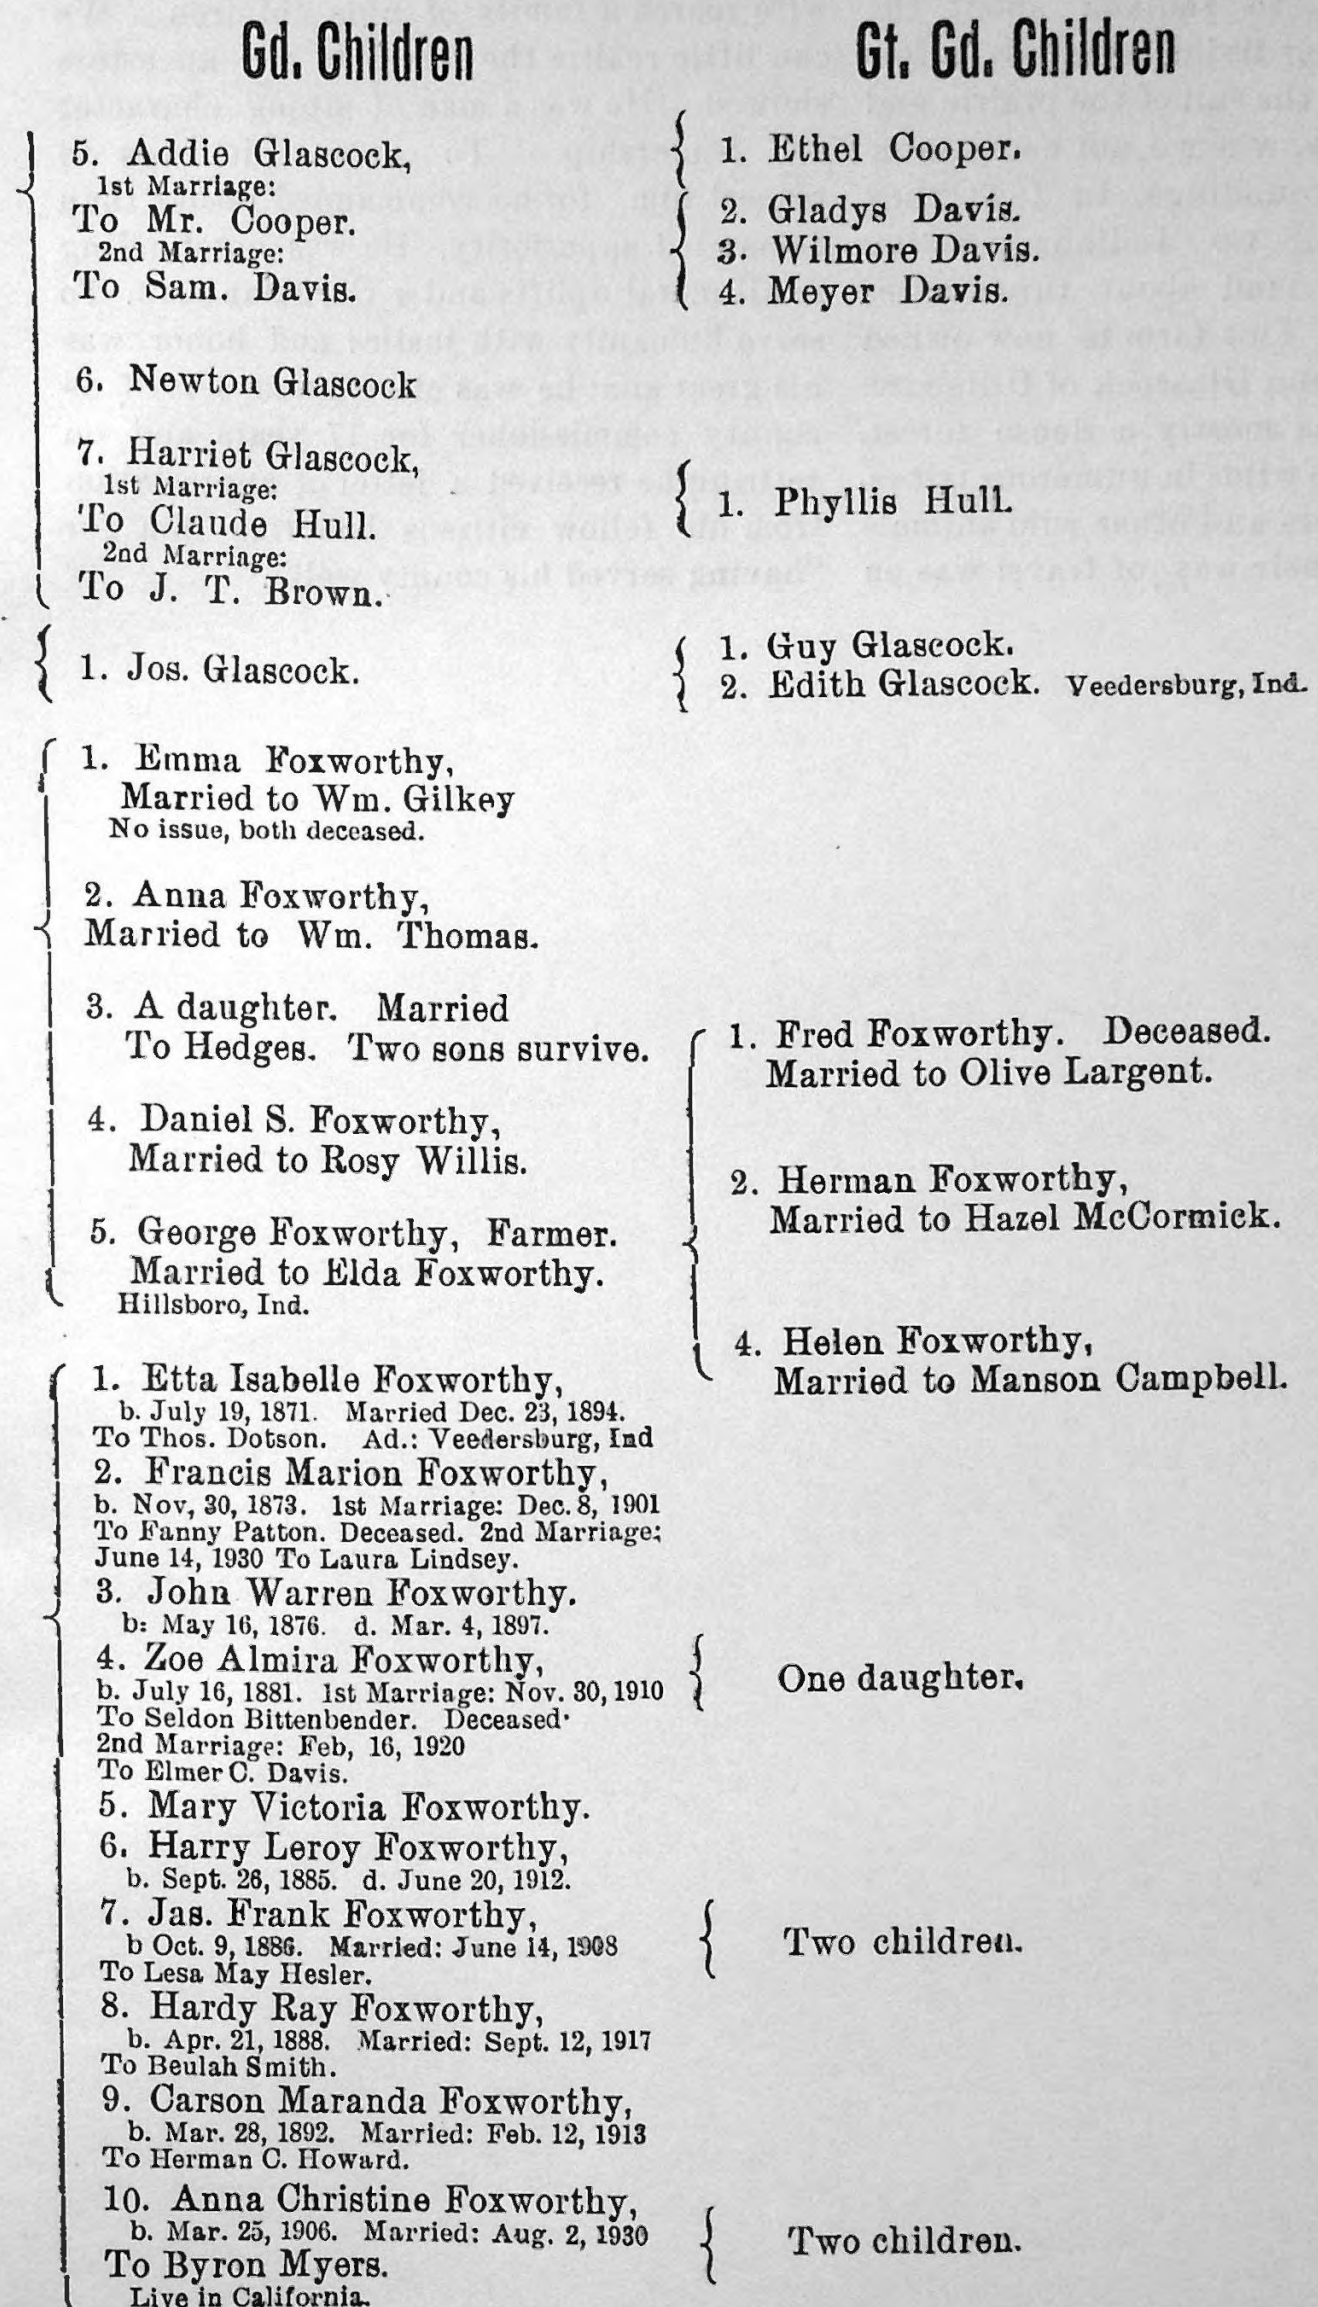 Gd. Children
5. Addie Glascock,
1st Marriage:
To Mr. Cooper.
2nd Marriage:
To Sam. Davis.
6. Newton Glascock
7. Harriet Glascock,
1st Marriage:
To Claude Hull.
2nd Marriage:
To J. T. Brown.
1. Jos. Glascock.
1. Emma Foxworthy,
Married to Wm. Gilkey
No issue, both deceased.
2. Anna Foxworthy,
Married to Wm. Thomas.
3. A daughter. Married
To Hedges. Two sons survive.
4. Daniel S. Foxworthy,
Married to Rosy Willis.
5. George Foxworthy, Farmer.
Married to Elda Foxworthy.
Hillsboro, Ind.
1. Etta Isabelle Foxworthy,
b. July 19, 1871. Married Dec. 23, 1894.
To Thos. Dotson. Ad.: Veedersburg, Ind
2. Francis Marion Foxworthy,
b. Nov, 30, 1873. 1st Marriage: Dec. 8, 1901
To Fanny Patton. Deceased. 2nd Marriage;
June 14, 1930 To Laura Lindsey.
3. John Warren Foxworthy.
b: May 16, 1876. d. Mar. 4, 1897.
4. Zoe Almira Foxworthy,
b. July 16, 1881. 1st Marriage: Nov. 30, 1910
To Seldon Bittenbender. Deceased.
2nd Marriage: Feb, 16, 1920
To Elmer C. Davis.
5. Mary Victoria Foxworthy.
6. Harry Leroy Foxworthy,
b. Sept. 26, 1885. d. June 20, 1912.
7. Jas. Frank Foxworthy,
b Oct. 9, 1886. Married: June 14, 1908
To Lesa May Hesler.
8. Hardy Ray Foxworthy,
b. Apr. 21, 1888. Married: Sept. 12, 1917
To Beulah Smith.
9. Carson Maranda Foxworthy,
b. Mar. 28, 1892. Married: Feb. 12, 1913
To Herman C. Howard.
10. Anna Christine Foxworthy,
b. Mar. 25, 1906. Married: Aug. 2, 1930
To Byron Myers.
Live in California.
Gt. Gd. Children
1. Ethel Cooper.
2. Gladys Davis.
3. Wilmore Davis.
4. Meyer Davis.
1. Phyllis Hull.
1. Guy Glascock.
2. Edith Glascock. Veedersburg, Ind.
1. Fred Foxworthy. Deceased.
Married to Olive Largent.
2. Herman Foxworthy,
Married to Hazel McCormick.
4. Helen Foxworthy,
Married to Manson Campbell.
One daughter.
Two children.
Two children.